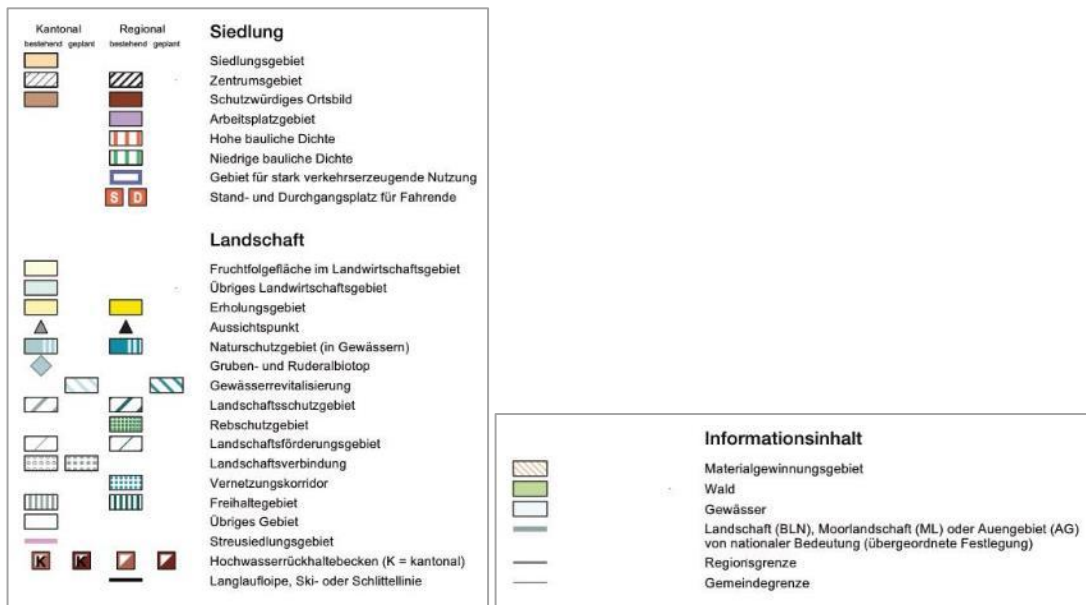 Kantonal Regional Siedlung
bestehend geplant bestehend geplant
Siedlungsgebiet
Zentrumsgebiet
Schutzwürdiges Ortsbild
Arbeitsplatzgebiet
Hohe bauliche Dichte
Niedrige bauliche Dichte
Gebiet für stark verkehrserzeugende Nutzung
S D Stand- und Durchgangsplatz für Fahrende
Landschaft
Fruchtfolgefläche im Landwirtschaftsgebiet
Übriges Landwirtschaftsgebiet
Erholungsgebiet
Aussichtspunkt
Naturschutzgebiet (in Gewässern)
Gruben- und Ruderalbiotop
Gewässerrevitalisierung
Landschaftsschutzgebiet
Rebschutzgebiet
Landschaftsförderungsgebiet
Landschaftsverbindung
Vernetzungskorridor
Freihaltegebiet
Übriges Gebiet
Streusiedlungsgebiet
K K Hochwasserrückhaltebecken (K = kantonal)
Langlaufloipe, Ski- oder Schlittellinie
Informationsinhalt
Materialgewinnungsgebiet
Wald
Gewässer
Landschaft (BLN), Moorlandschaft (ML) oder Auengebiet (AG)
von nationaler Bedeutung (übergeordnete Festlegung)
Regionsgrenze
Gemeindegrenze